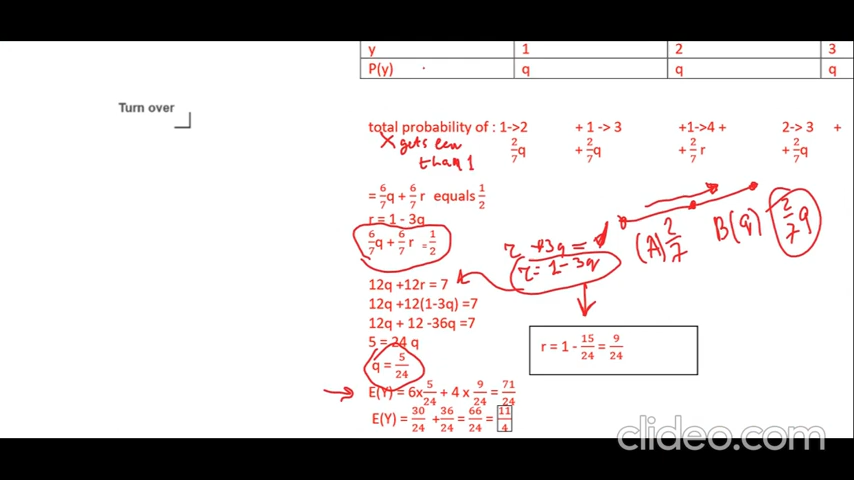 y 1 2 3
P(y) q q q
Turn over
total probability of : 1->2 + 1 -> 3 +1->4 + 2-> 3 +
X gets
than 1
2/7q + 2/7q + 2/7 r + 2/7q
= 6/7q + 6/7 r equals 1/2
r = 1 - 3q
6/7q + 6/7 r = 1/2
r +3q = 1
r = 1 - 3q
(A) 2/7 B(q) 2/7 q
12q +12r = 7
12q +12(1-3q) =7
12q + 12 -36q =7
5 = 24 q
q = 5/24
r = 1 - 15/24 = 9/24
E(Y) = 6x5/24 + 4 x 9/24 = 71/24
E(Y) = 30/24 +36/24 = 66/24 = 11/4
clideo.com